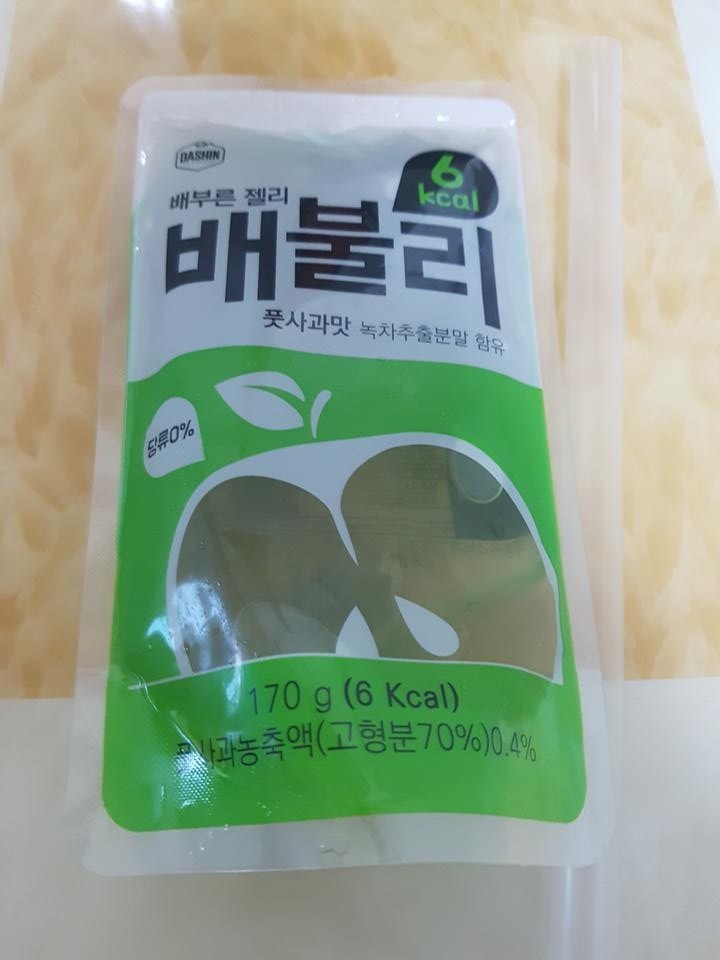 DASHIN
6
kcal
배부른 젤리
배불리
풋사과맛 녹차추출분말 함유
당류0%
170 g (6 Kcal)
풋사과농축액(고형분70%)0.4%